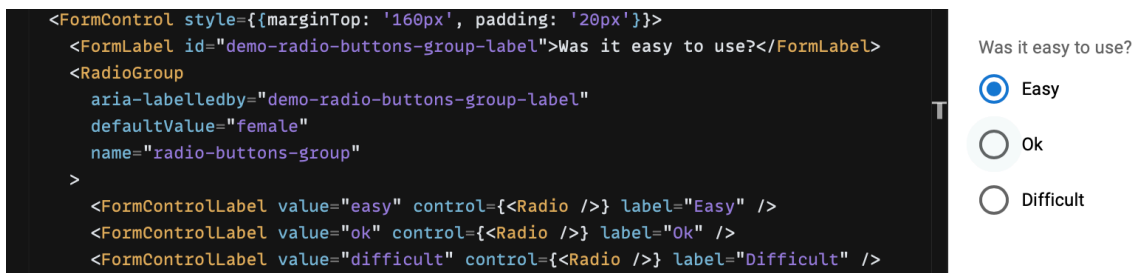 <FormControl style={{marginTop: '160px', padding: '20px'}}>
<FormLabel id="demo-radio-buttons-group-label">Was it easy to use?</FormLabel>
<RadioGroup
aria-labelledby="demo-radio-buttons-group-label"
defaultValue="female"
name="radio-buttons-group"
>
<FormControlLabel value="easy" control={<Radio />} label="Easy" />
<FormControlLabel value="ok" control={<Radio />} label="Ok" />
<FormControlLabel value="difficult" control={<Radio />} label="Difficult" />
T
Was it easy to use?
Easy
Ok
Difficult